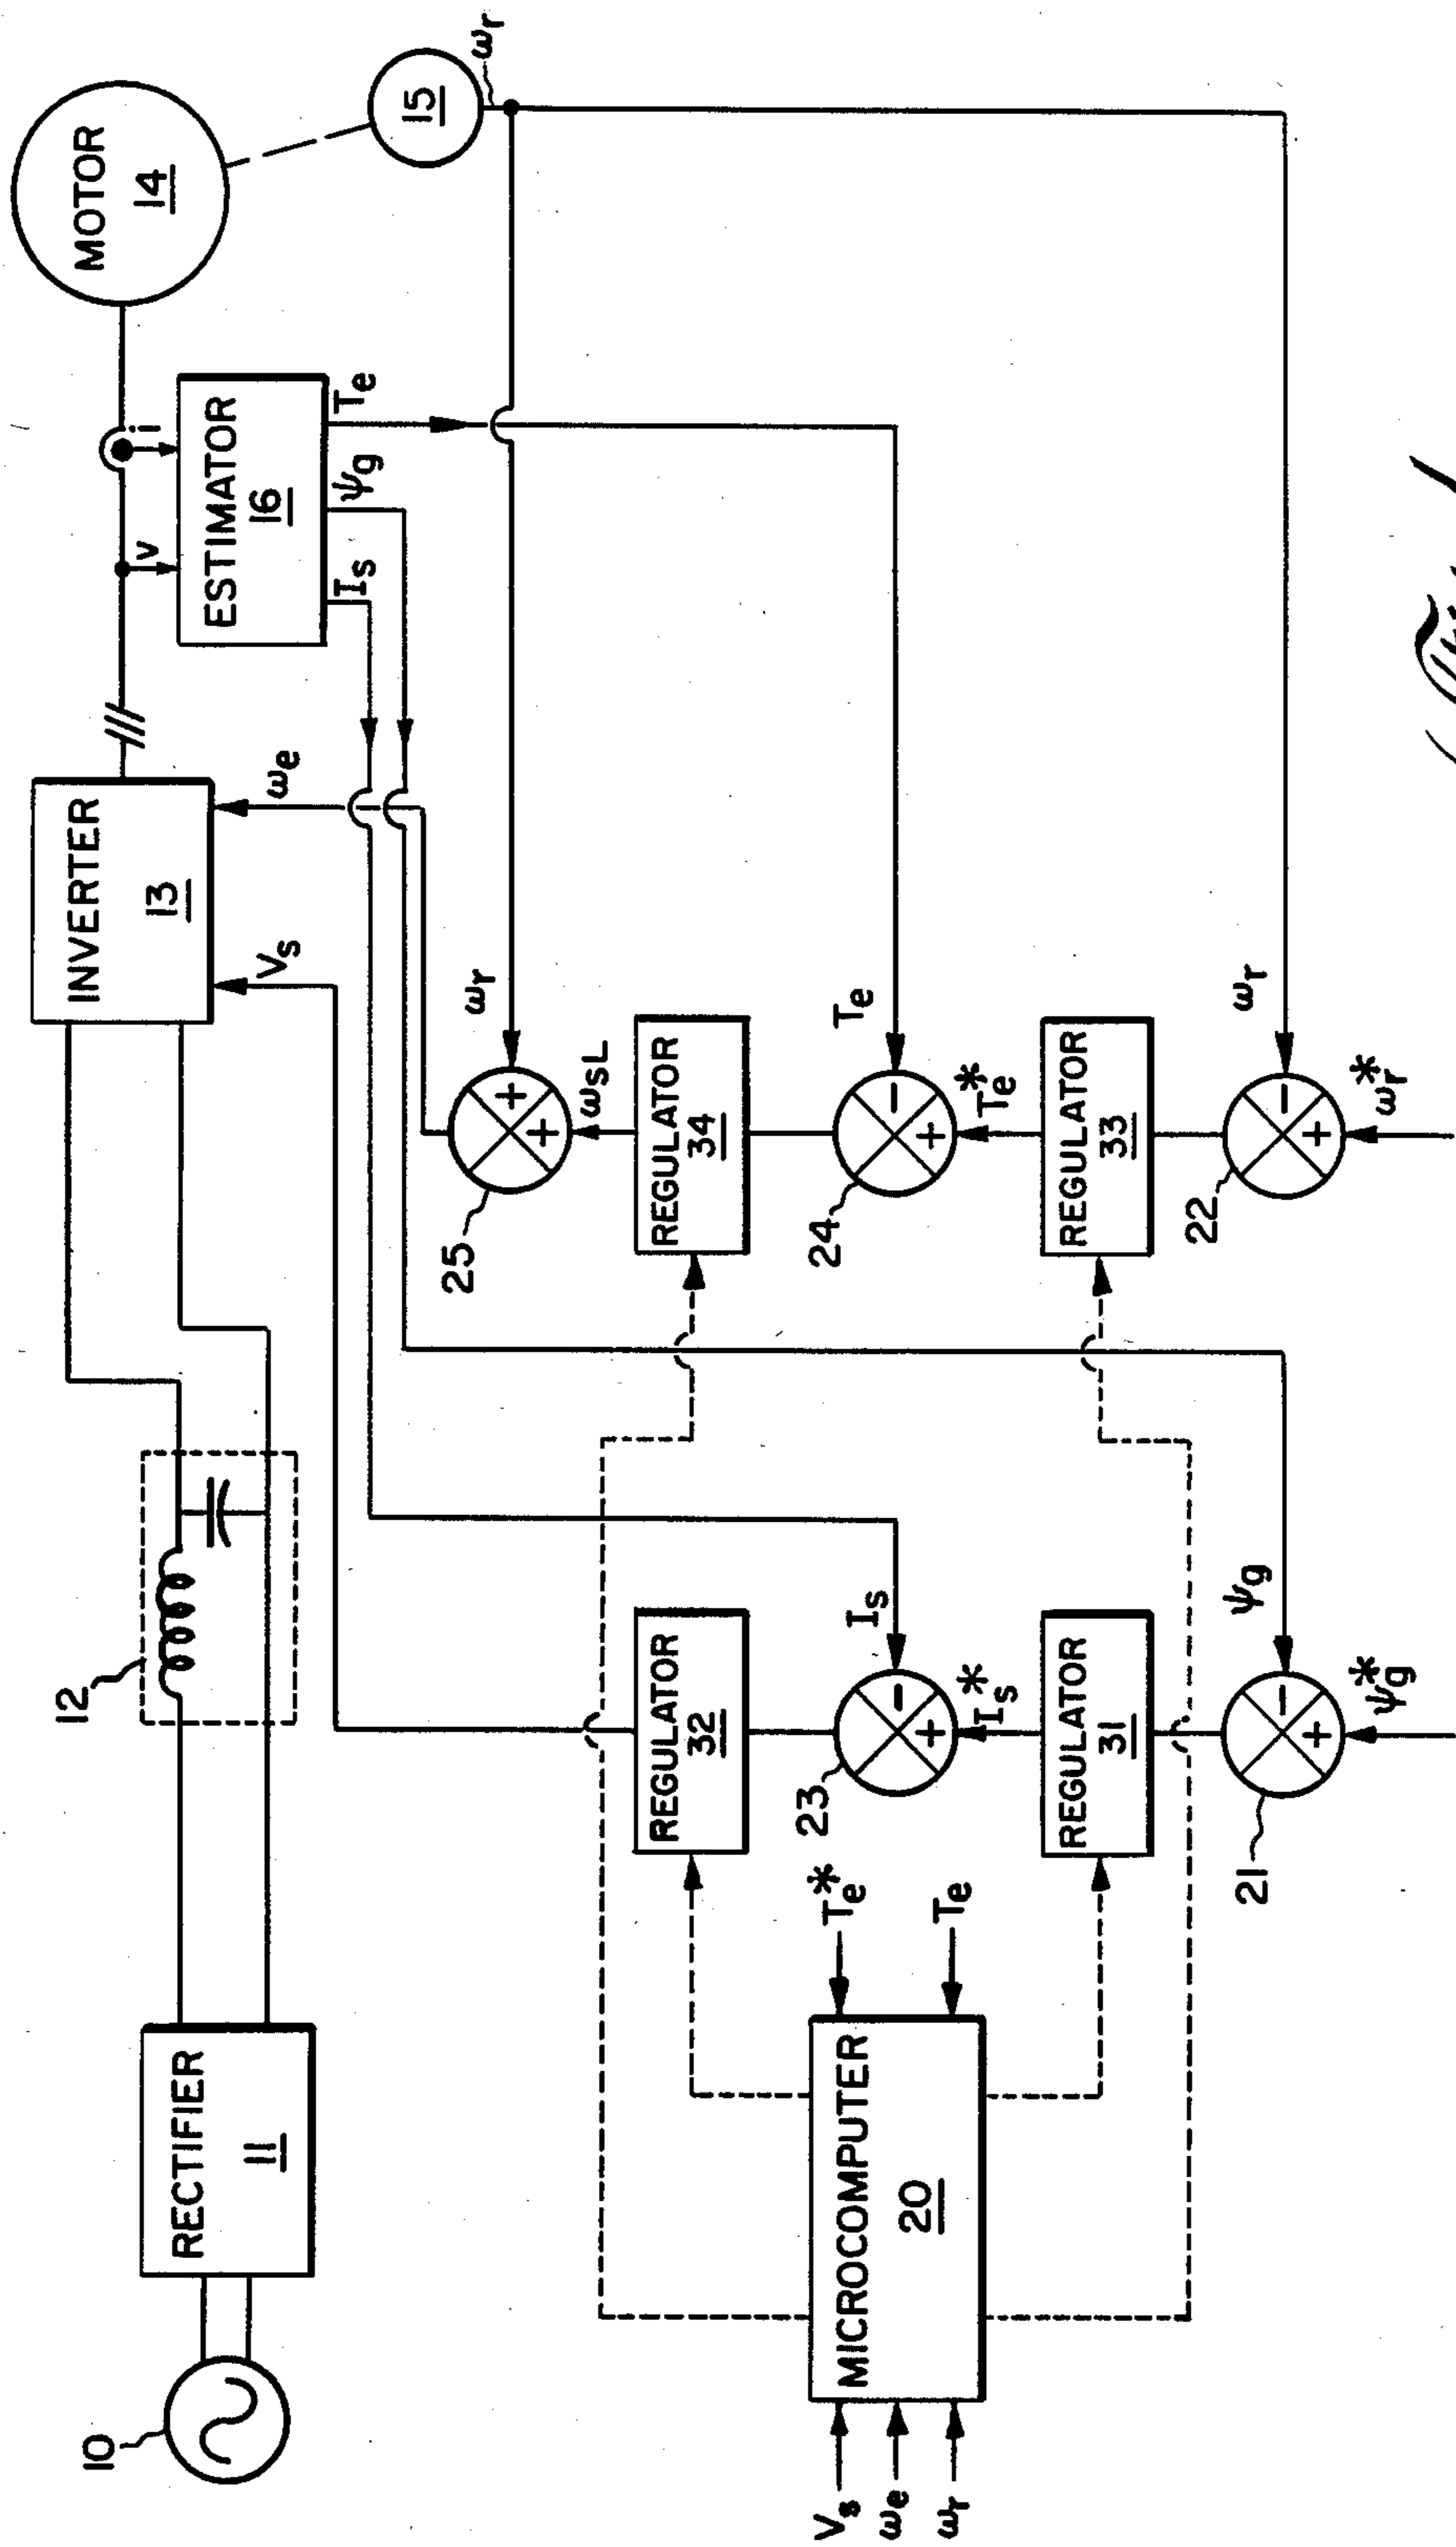 10
RECTIFIER
11
12
INVERTER
13
MOTOR
14
15
ωr
v
i
ESTIMATOR
16
Is
ψg
Te
Vs
ωe
25
ωr
ωsL
REGULATOR
32
REGULATOR
34
23
Is
24
Te
Is*
Te*
REGULATOR
31
REGULATOR
33
21
ψg
22
ωr
ψg*
ωr*
Vs
ωe
ωr
MICROCOMPUTER
20
Te*
Te
+
+
-
+
-
+
-
+
-
+